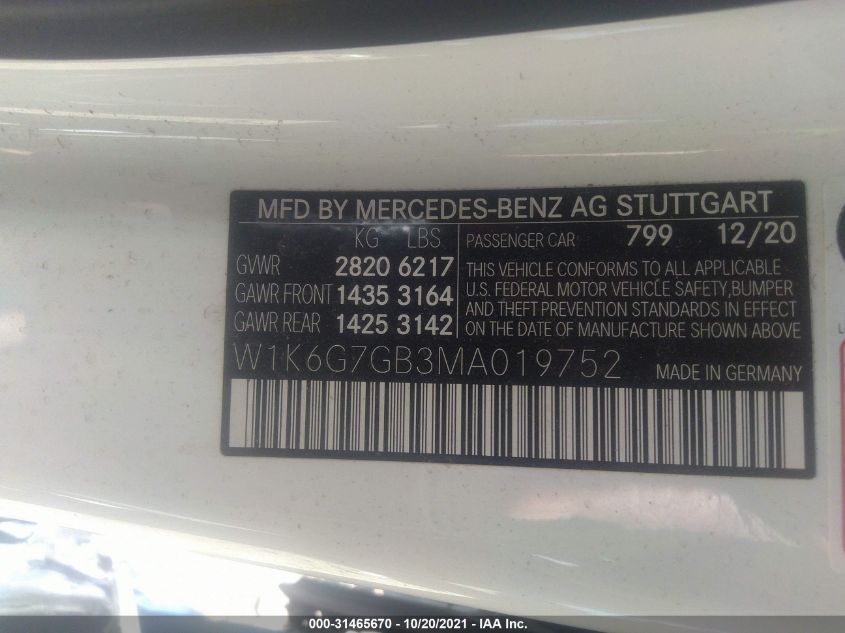 MFD BY MERCEDES-BENZ AG STUTTGART
KG LBS
GVWR 2820 6217
GAWR FRONT 1435 3164
GAWR REAR 1425 3142
PASSENGER CAR 799 12/20
THIS VEHICLE CONFORMS TO ALL APPLICABLE
U.S. FEDERAL MOTOR VEHICLE SAFETY,BUMPER
AND THEFT PREVENTION STANDARDS IN EFFECT
ON THE DATE OF MANUFACTURE SHOWN ABOVE
W1K6G7GB3MA019752 MADE IN GERMANY
000-31465670 - 10/20/2021 - IAA Inc.